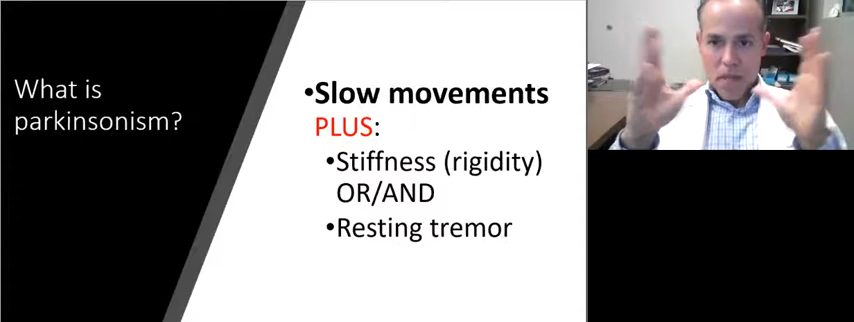 What is
parkinsonism?
•Slow movements
PLUS:
•Stiffness (rigidity)
OR/AND
•Resting tremor